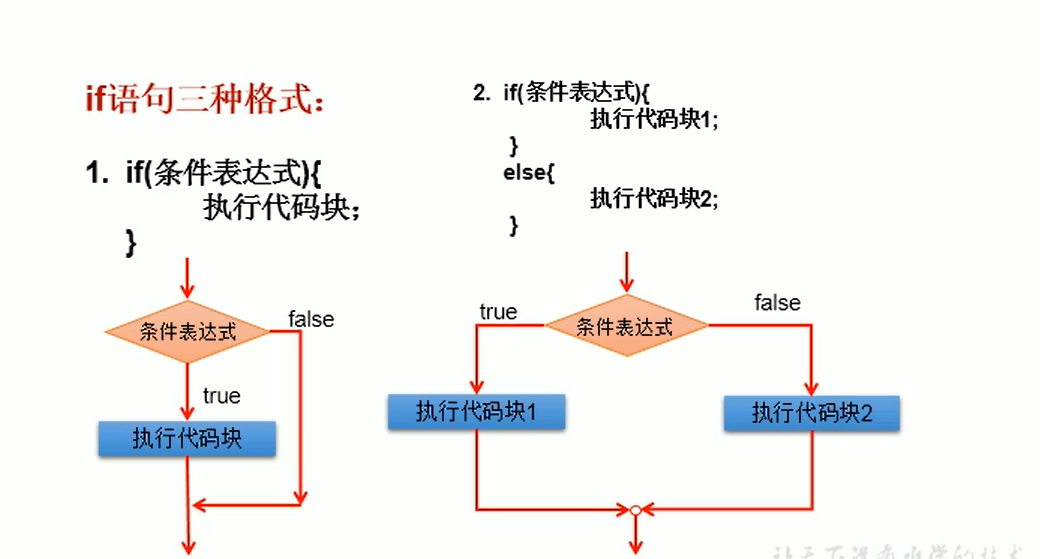 if语句三种格式：
1. if(条件表达式){
执行代码块；
}
2. if(条件表达式){
执行代码块1;
}
else{
执行代码块2;
}
条件表达式
false
true
执行代码块
true
条件表达式
false
执行代码块1
执行代码块2